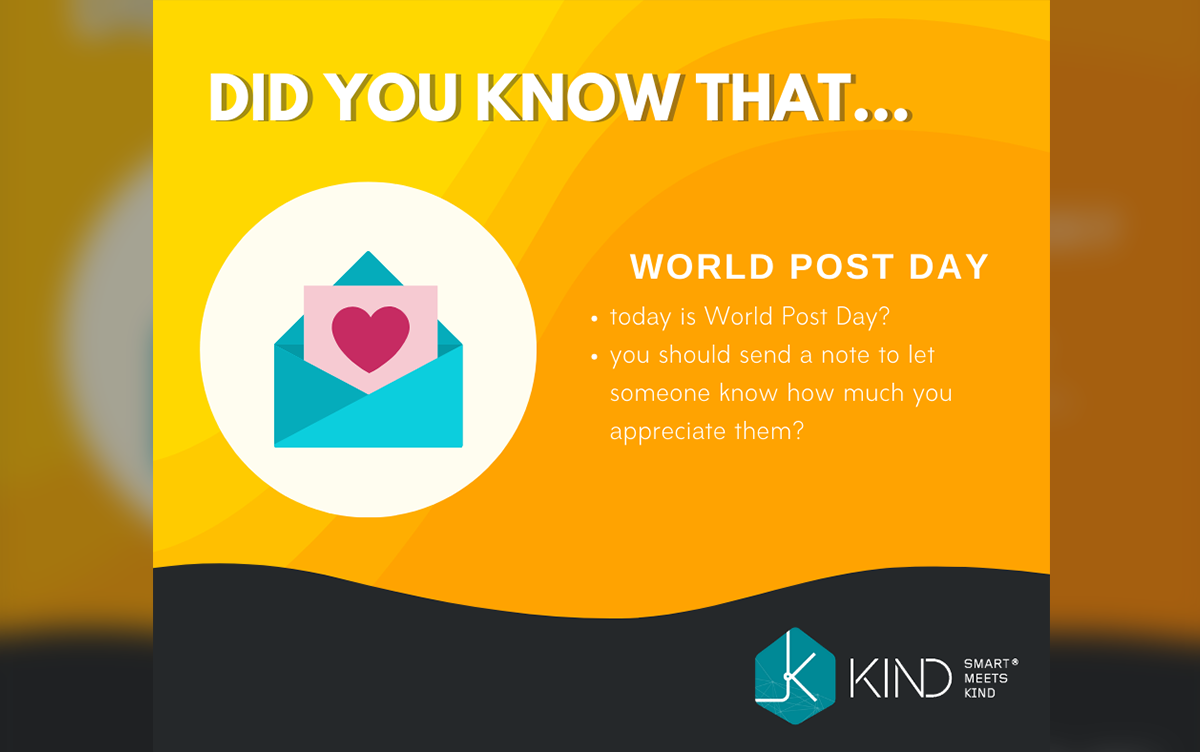 DID YOU KNOW THAT...
WORLD POST DAY
• today is World Post Day?
• you should send a note to let
someone know how much you
appreciate them?
KIND
SMART®
MEETS
KIND